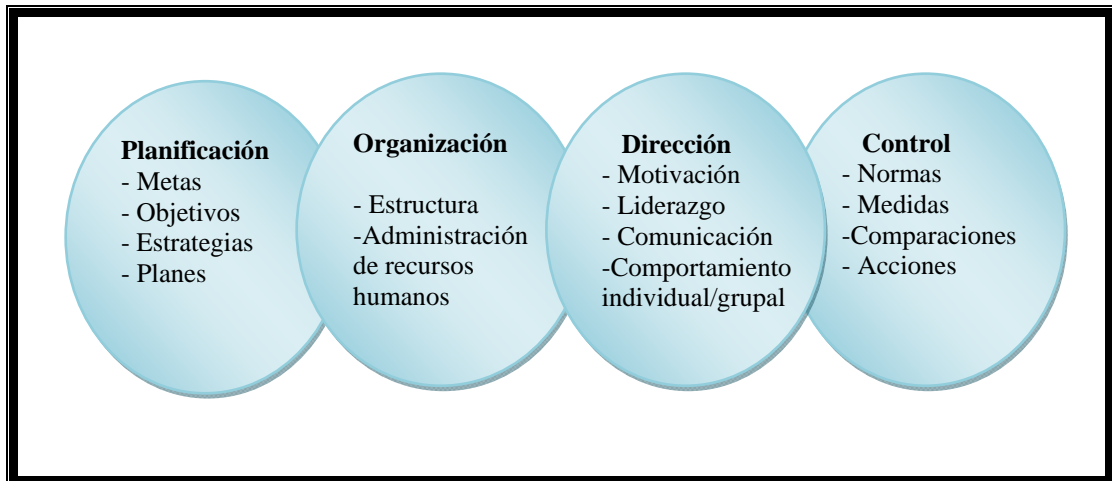 Planificación
- Metas
- Objetivos
- Estrategias
- Planes
Organización
- Estructura
-Administración
de recursos
humanos
Dirección
- Motivación
- Liderazgo
- Comunicación
-Comportamiento
individual/grupal
Control
- Normas
- Medidas
-Comparaciones
- Acciones